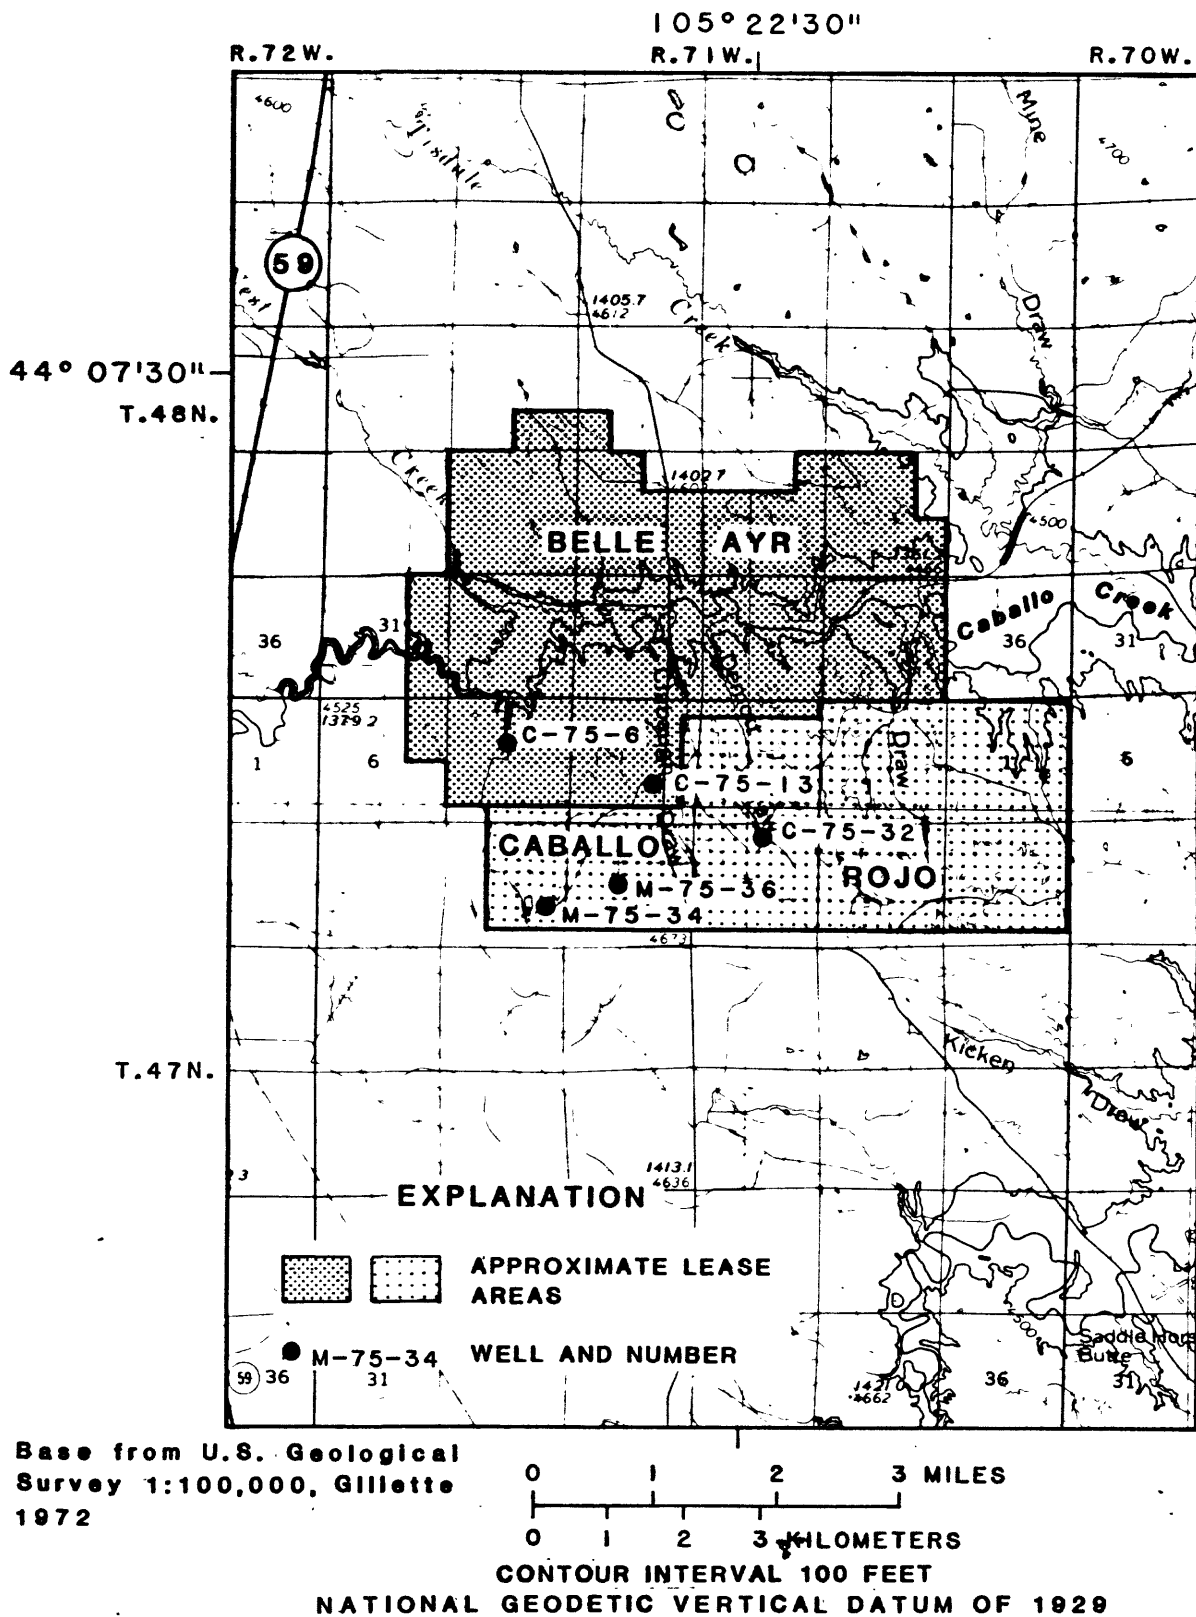 105° 22'30"
R.72W. R.71W. R.70W.
4600
Mine
Tisdale
4700
59
1405.7
4612
Creek
Draw
44° 07'30"
T.48N.
1402.7
Creek
4500
BELLE AYR
Caballo Creek
36 31 36 31
4525
1379.2
C-75-6
1 6
Draw
C-75-13
C-75-32
CABALLO
ROJO
M-75-36
M-75-34
4673
Kicken
Draw
T.47N.
1413.1
4636
EXPLANATION
APPROXIMATE LEASE
AREAS
4500
Saddle Hors
Butte
M-75-34 WELL AND NUMBER
59 36 31 36 31
4662
Base from U.S. Geological
Survey 1:100,000, Gillette
1972
0 1 2 3 MILES
0 1 2 3 KILOMETERS
CONTOUR INTERVAL 100 FEET
NATIONAL GEODETIC VERTICAL DATUM OF 1929